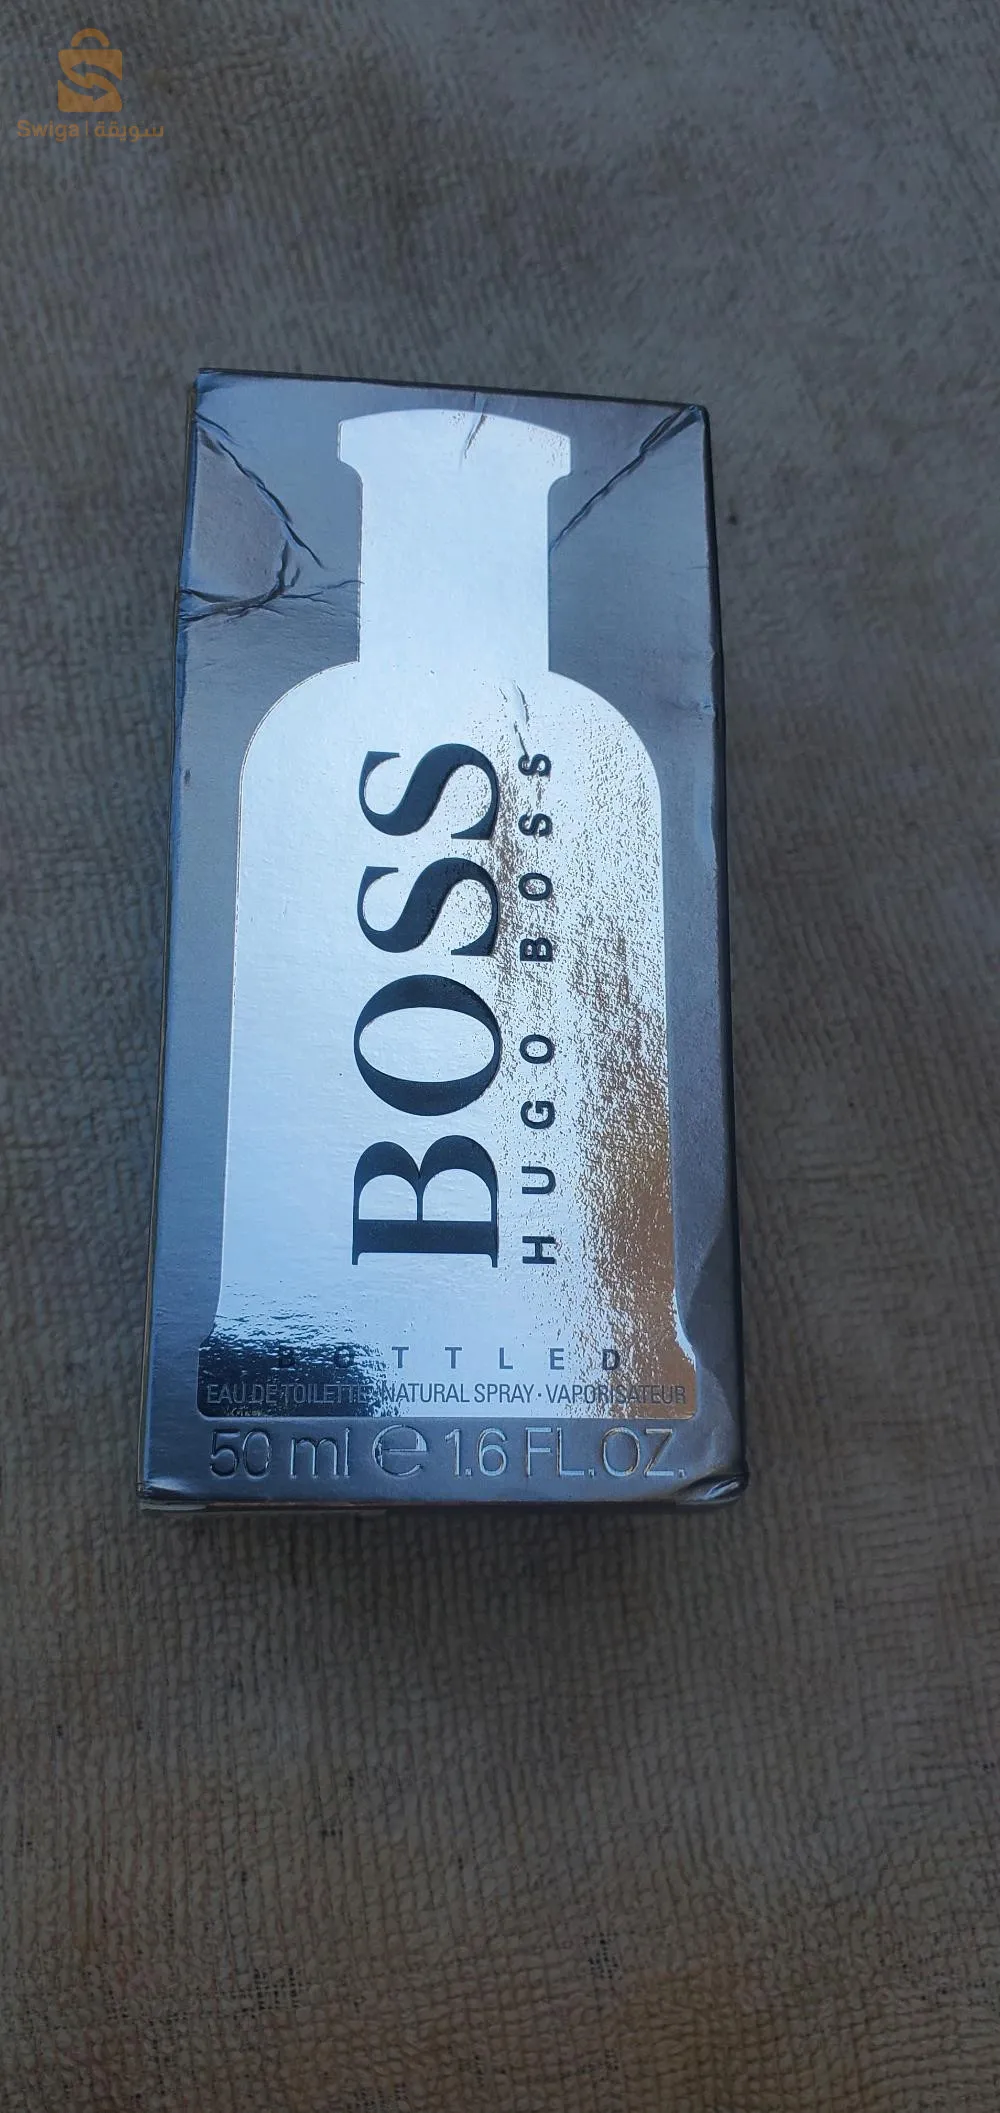 Swiga | سويقة
BOSS
HUGO BOSS
BOTTLED
EAU DE TOILETTE·NATURAL SPRAY·VAPORISATEUR
50 ml ℮ 1.6 FL.OZ.